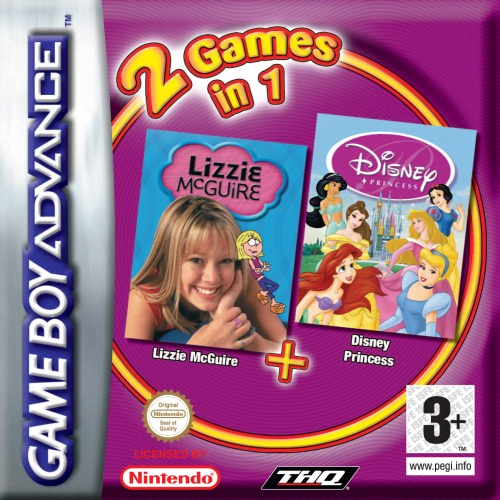 GAME BOY ADVANCE
TM
2 Games
in 1
Lizzie
McGUiRE
Disney
PRINCESS
Lizzie McGuire
+
Disney
Princess
Original
Nintendo
Seal of
Quality
LICENSED BY
Nintendo
THQ
3+
www.pegi.info